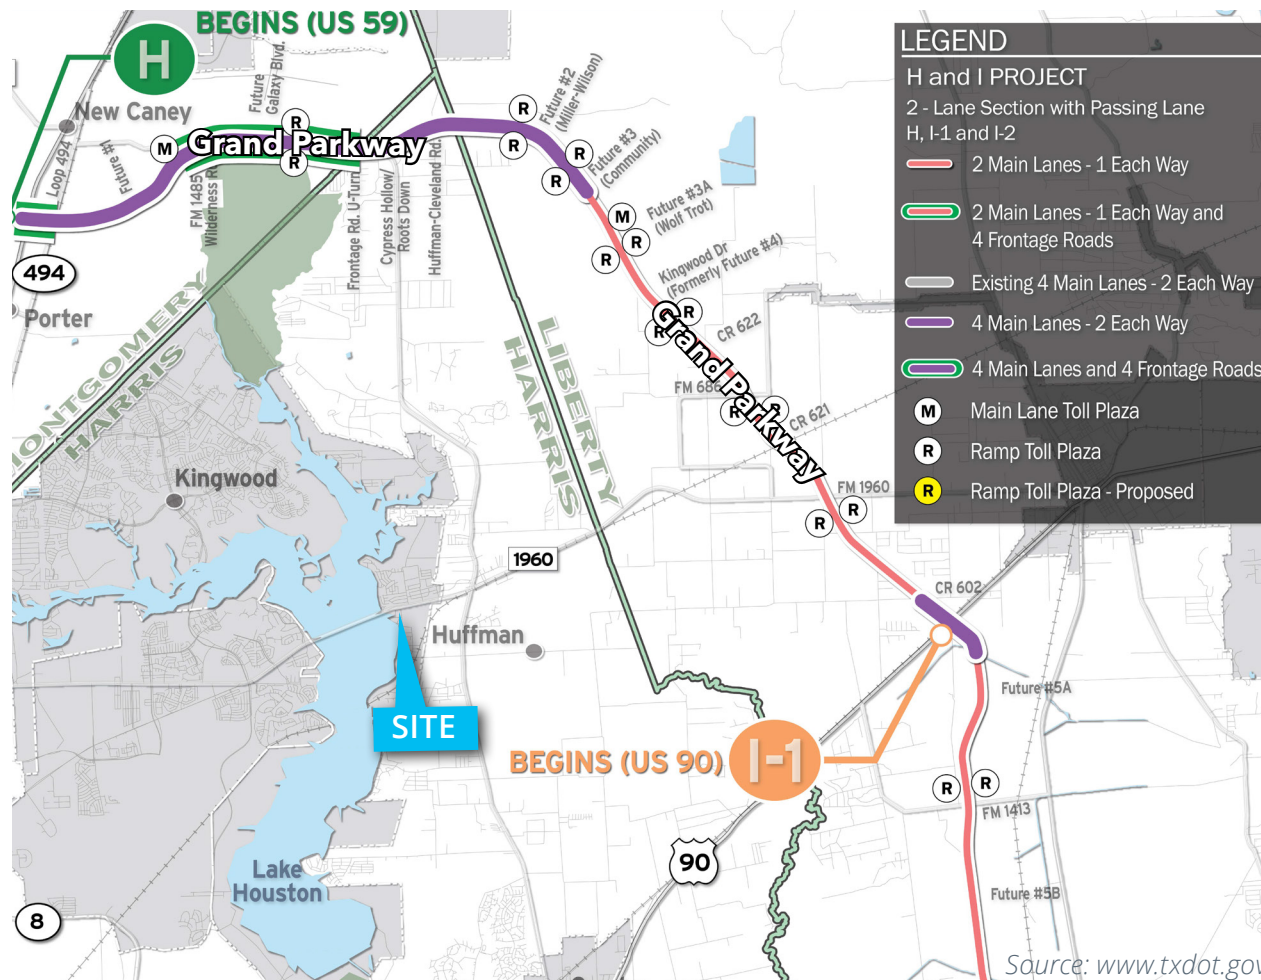 BEGINS (US 59)
H
New Caney
Loop 494
Future #1
M
FM 1485
Wilderness R
Future
Galaxy Blvd.
R
Grand Parkway
R
Frontage Rd. U-Turn
Cypress Hollow/
Roots Down
Huffman-Cleveland Rd.
R
R
Future #2
(Miller-Wilson)
R
R
Future #3
(Community)
M
R
R
Future #3A
(Wolf Trot)
Kingwood Dr
(Formerly Future #4)
R
R
Grand Parkway
CR 622
FM 686
R
CR 621
FM 1960
R
R
494
Porter
MONTGOMERY
HARRIS
LIBERTY
HARRIS
Kingwood
1960
Huffman
SITE
CR 602
Future #5A
BEGINS (US 90)
I-1
R
R
FM 1413
90
Lake
Houston
8
Future #5B
LEGEND
H and I PROJECT
2 - Lane Section with Passing Lane
H, I-1 and I-2
2 Main Lanes - 1 Each Way
2 Main Lanes - 1 Each Way and
4 Frontage Roads
Existing 4 Main Lanes - 2 Each Way
4 Main Lanes - 2 Each Way
4 Main Lanes and 4 Frontage Roads
M Main Lane Toll Plaza
R Ramp Toll Plaza
R Ramp Toll Plaza - Proposed
Source: www.txdot.gov